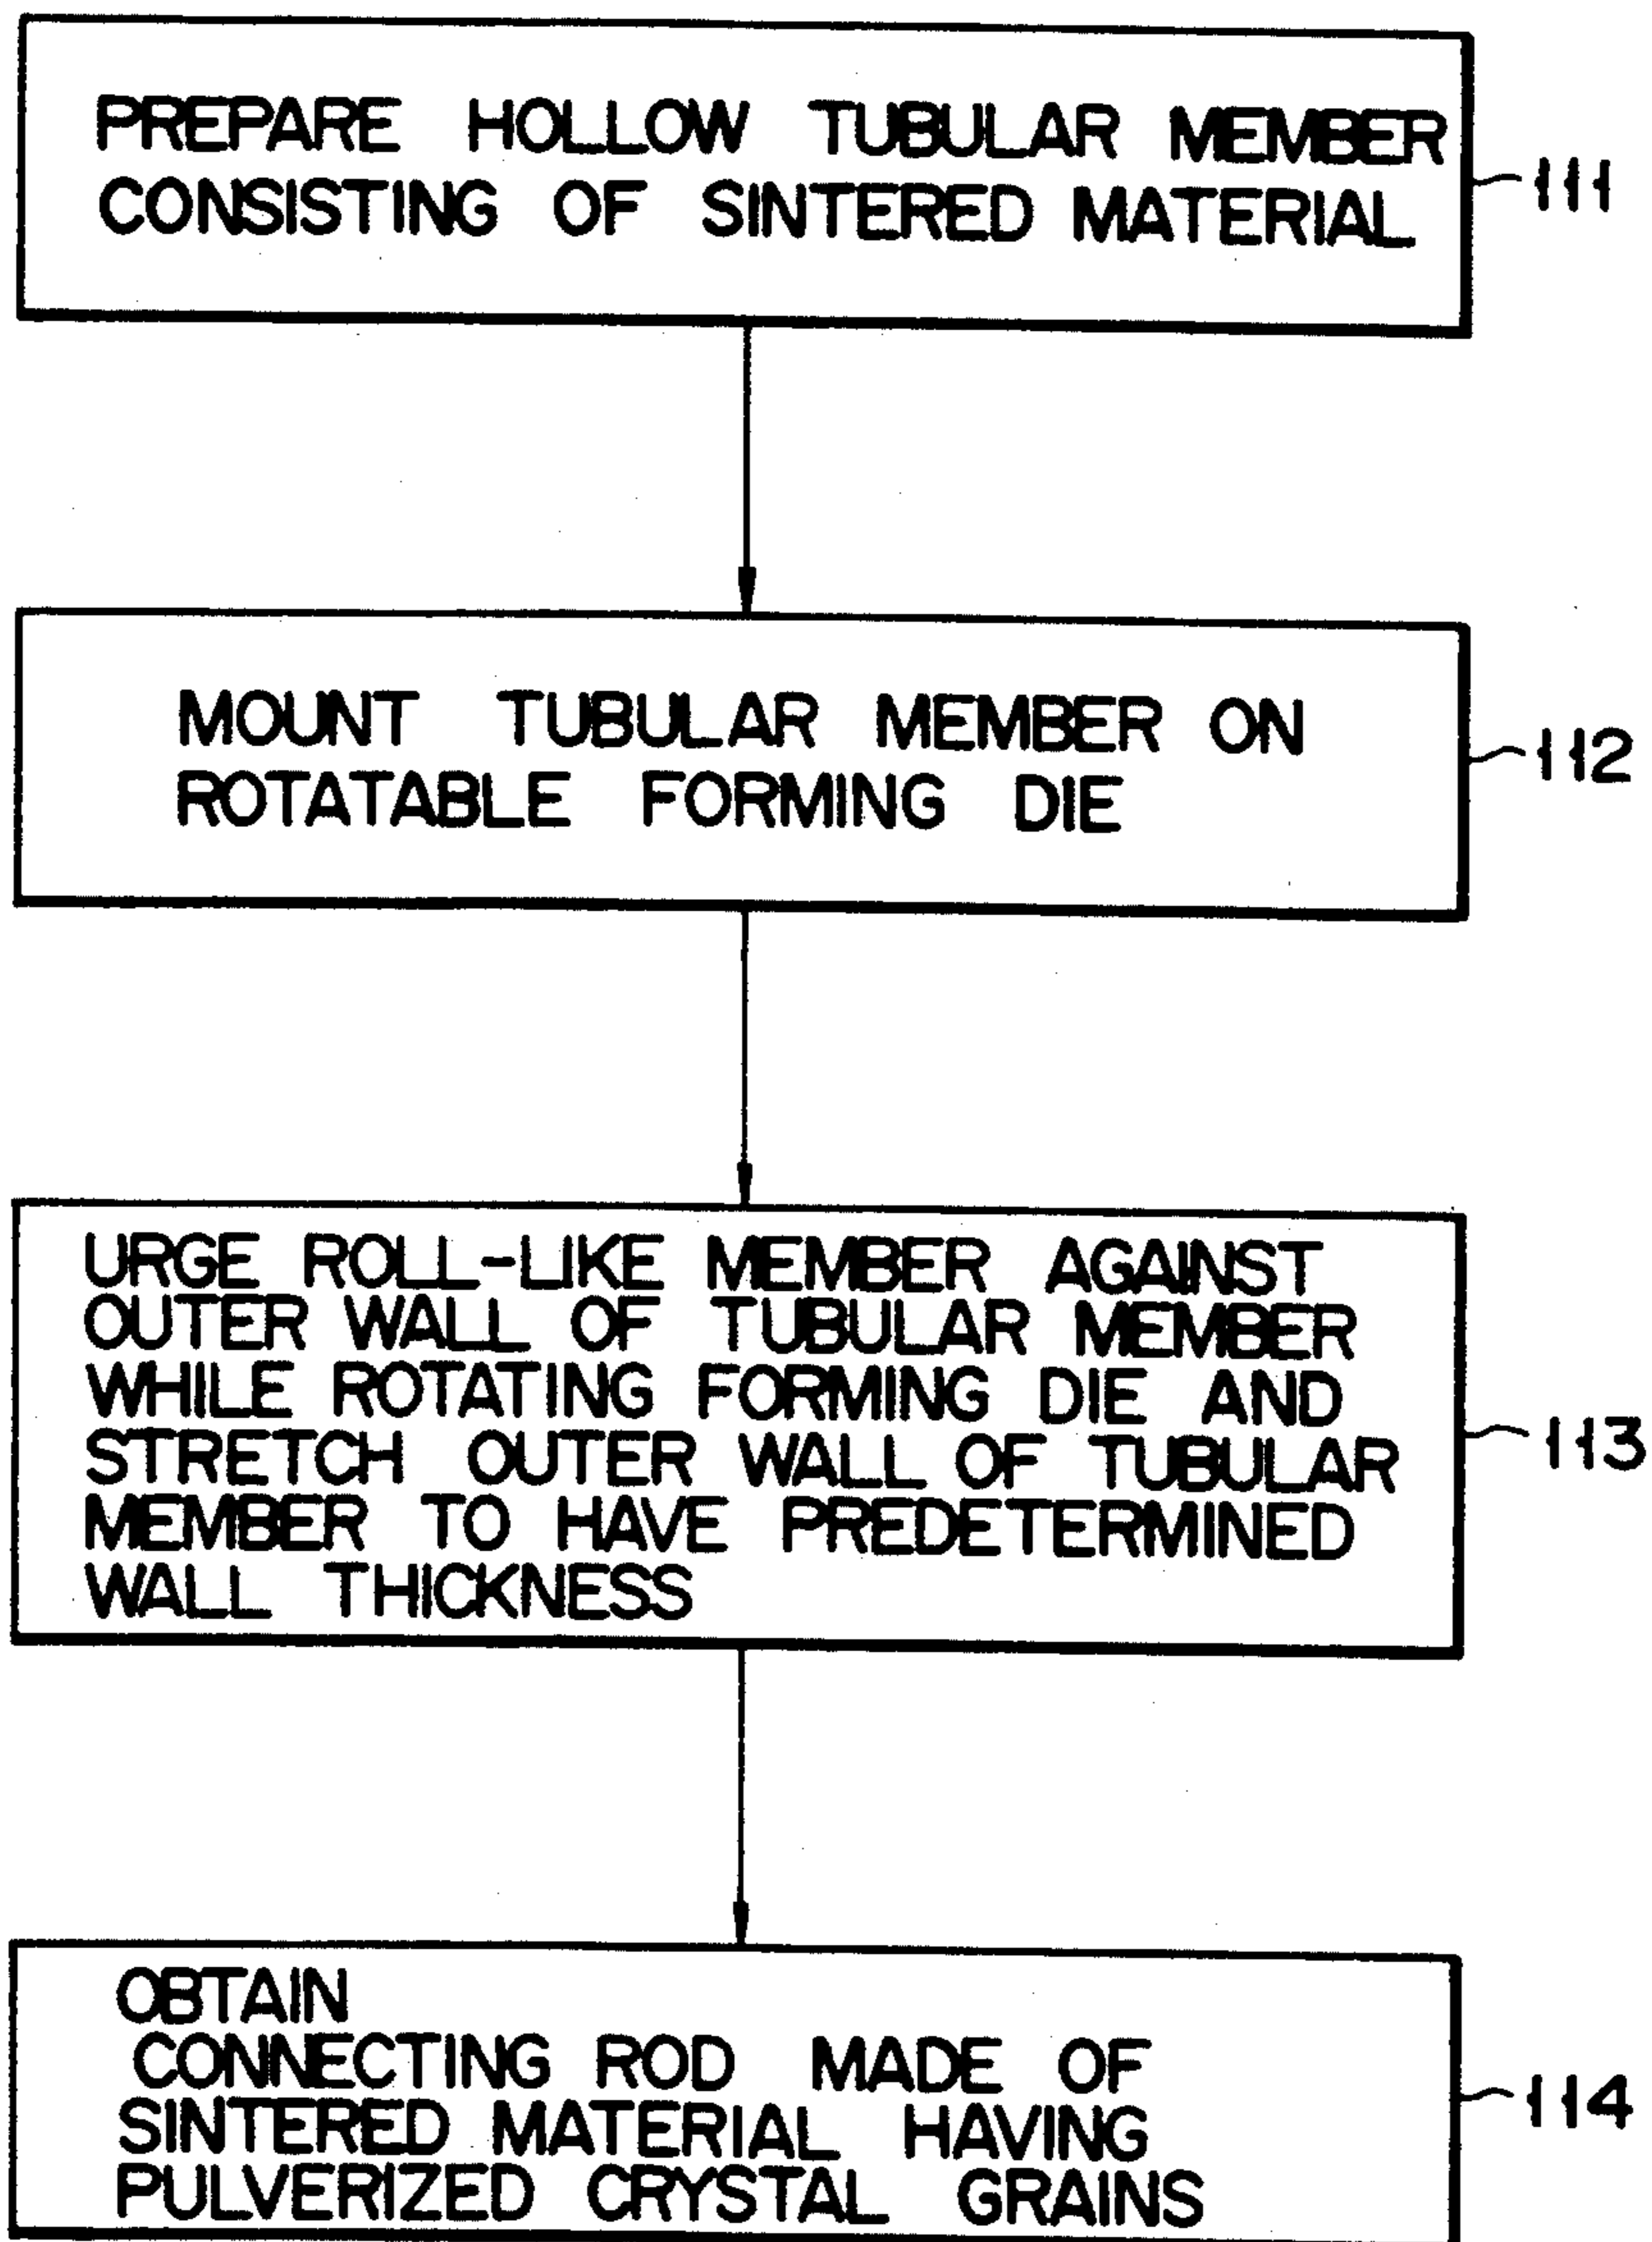 PREPARE HOLLOW TUBULAR MEMBER
CONSISTING OF SINTERED MATERIAL
111
MOUNT TUBULAR MEMBER ON
ROTATABLE FORMING DIE
112
URGE ROLL-LIKE MEMBER AGAINST
OUTER WALL OF TUBULAR MEMBER
WHILE ROTATING FORMING DIE AND
STRETCH OUTER WALL OF TUBULAR
MEMBER TO HAVE PREDETERMINED
WALL THICKNESS
113
OBTAIN
CONNECTING ROD MADE OF
SINTERED MATERIAL HAVING
PULVERIZED CRYSTAL GRAINS
114